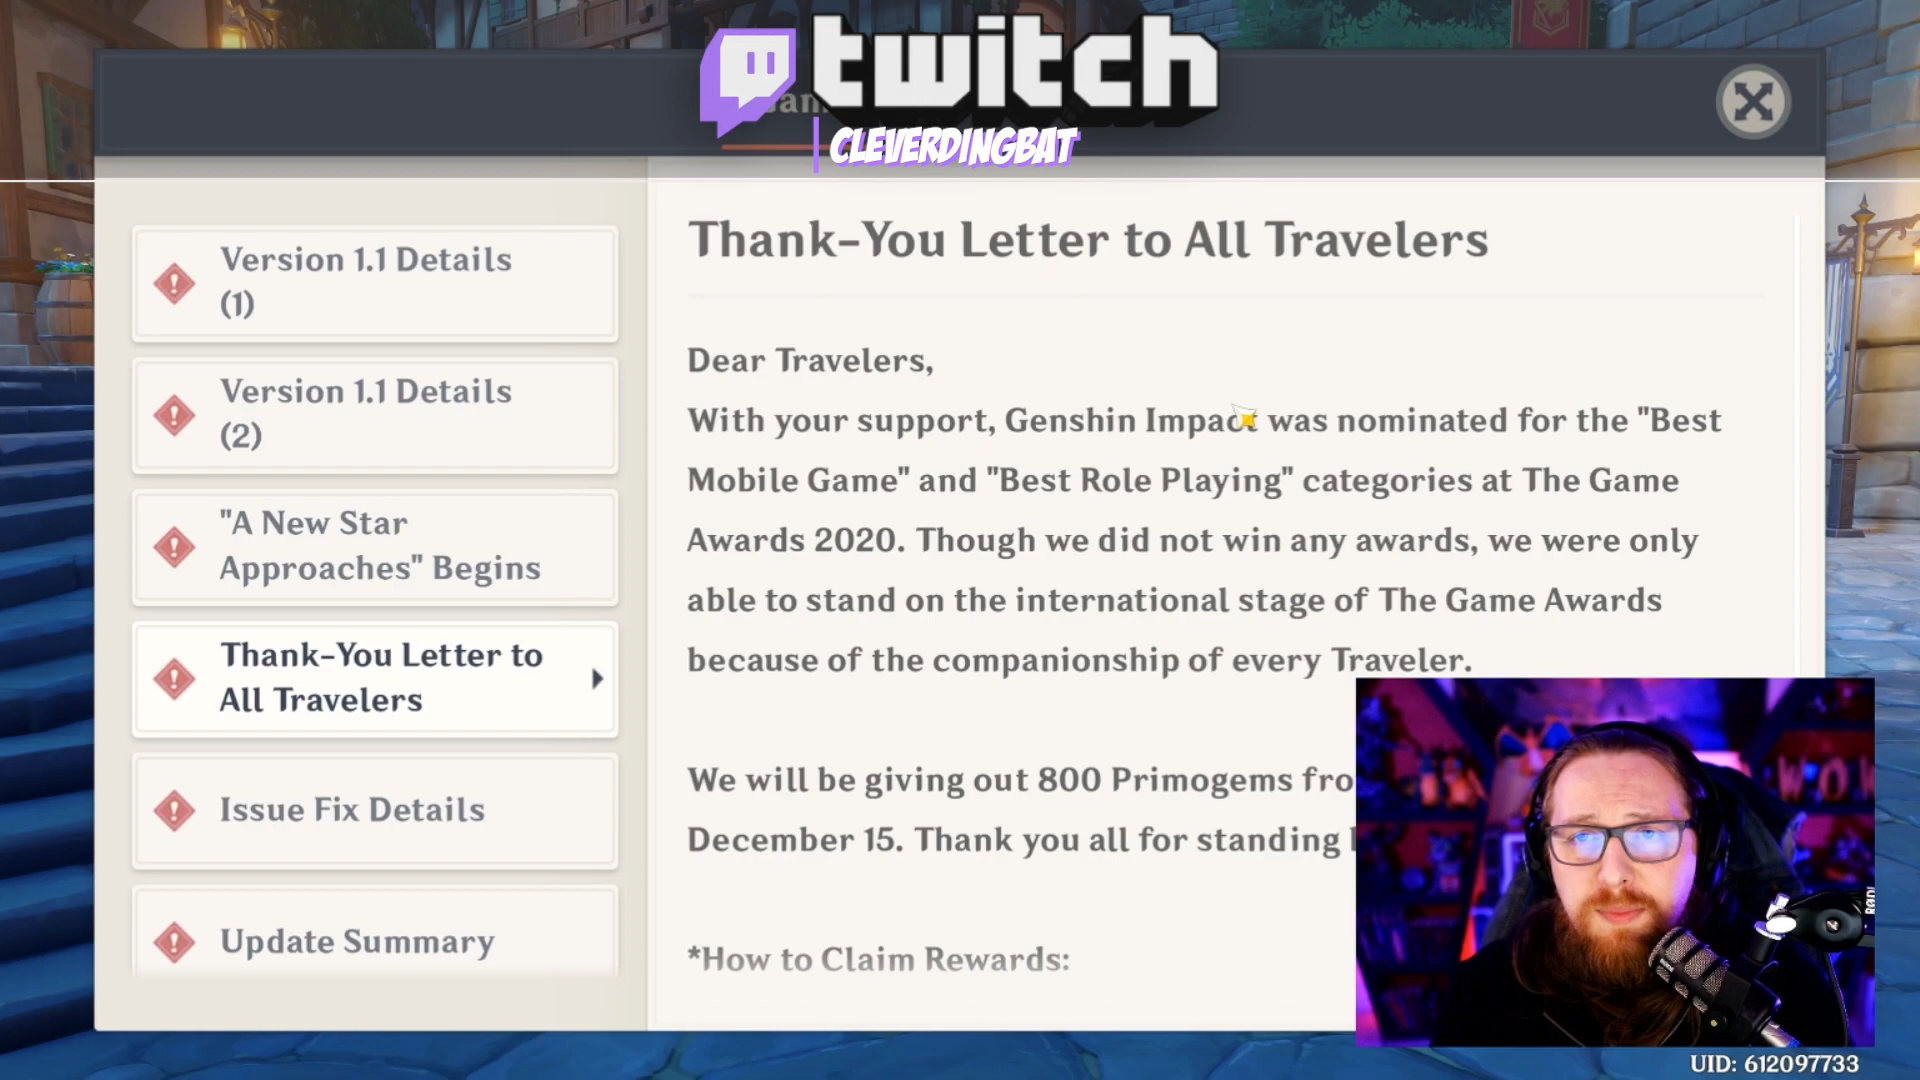 twitch
CLEVERDINGBAT
Version 1.1 Details
(1)
Version 1.1 Details
(2)
"A New Star
Approaches" Begins
Thank-You Letter to
All Travelers
Issue Fix Details
Update Summary
Thank-You Letter to All Travelers
Dear Travelers,
With your support, Genshin Impact was nominated for the "Best
Mobile Game" and "Best Role Playing" categories at The Game
Awards 2020. Though we did not win any awards, we were only
able to stand on the international stage of The Game Awards
because of the companionship of every Traveler.
We will be giving out 800 Primogems fro
December 15. Thank you all for standing
*How to Claim Rewards:
WOW
UID: 612097733